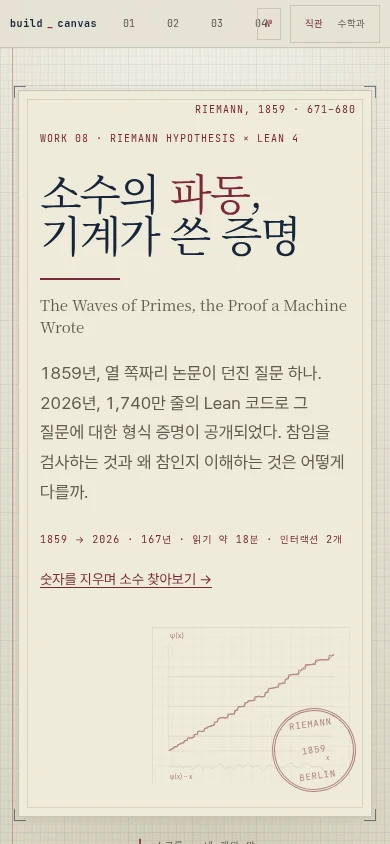 build _ canvas 01 02 03 04
№
직관 수학과
RIEMANN, 1859 · 671–680
WORK 08 · RIEMANN HYPOTHESIS × LEAN 4
소수의 파동,
기계가 쓴 증명
The Waves of Primes, the Proof a Machine
Wrote
1859년, 열 쪽짜리 논문이 던진 질문 하나.
2026년, 1,740만 줄의 Lean 코드로 그
질문에 대한 형식 증명이 공개되었다. 참임을
검사하는 것과 왜 참인지 이해하는 것은 어떻게
다를까.
1859 → 2026 · 167년 · 읽기 약 18분 · 인터랙션 2개
숫자를 지우며 소수 찾아보기 →
ψ(x)
RIEMANN
1859
x
ψ(x)−x
BERLIN